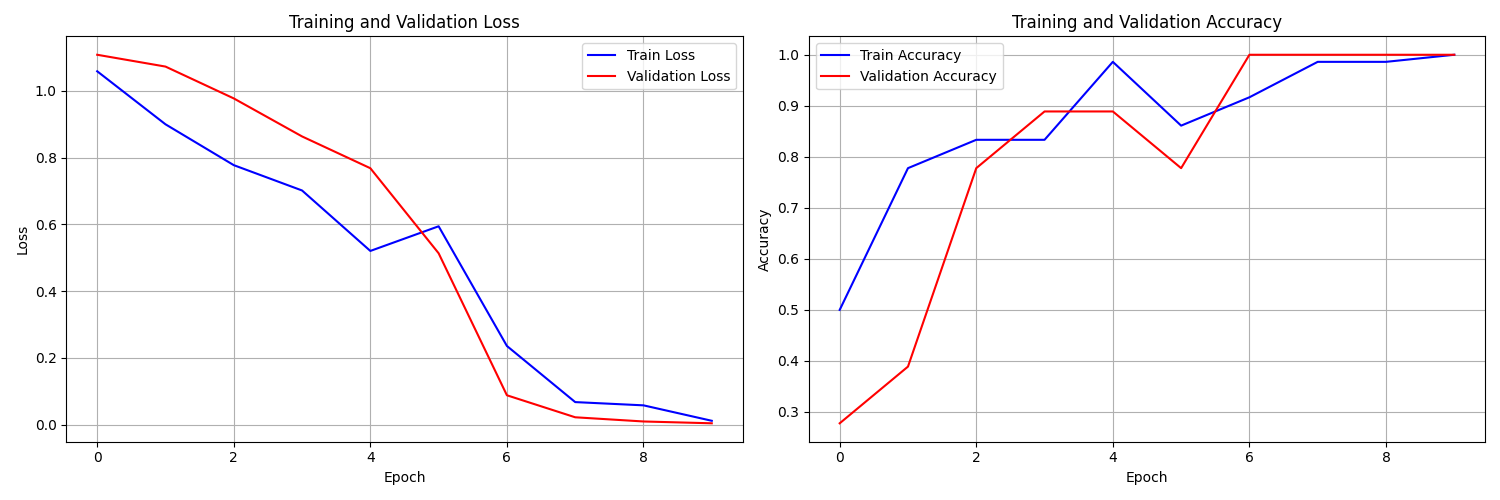 Training and Validation Loss
Train Loss
Validation Loss
1.0
0.8
0.6
0.4
0.2
0.0
Loss
0 2 4 6 8
Epoch
Training and Validation Accuracy
Train Accuracy
Validation Accuracy
1.0
0.9
0.8
0.7
0.6
0.5
0.4
0.3
Accuracy
0 2 4 6 8
Epoch